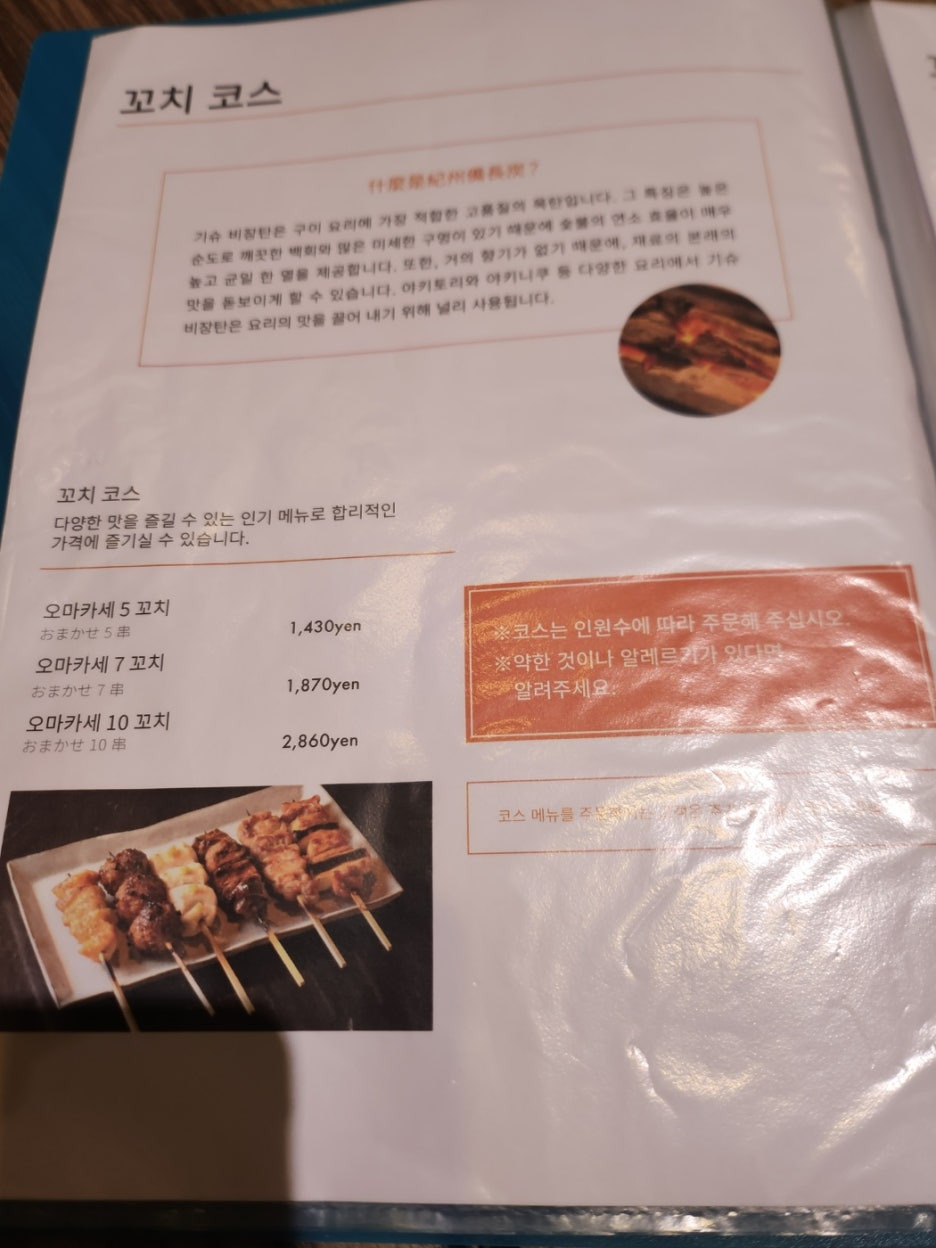 꼬치 코스
什麼是紀州備長炭?
기슈 비장탄은 구이 요리에 가장 적합한 고품질의 목탄입니다. 그 특징은 높은
순도로 깨끗한 백회와 많은 미세한 구멍이 있기 때문에 숯불의 연소 효율이 매우
높고 균일 한 열을 제공합니다. 또한, 거의 향기가 없기 때문에, 재료의 본래의
맛을 돋보이게 할 수 있습니다. 야키토리와 야키니쿠 등 다양한 요리에서 기슈
비장탄은 요리의 맛을 끌어 내기 위해 널리 사용됩니다.
꼬치 코스
다양한 맛을 즐길 수 있는 인기 메뉴로 합리적인
가격에 즐기실 수 있습니다.
오마카세 5 꼬치
おまかせ 5 串
1,430yen
오마카세 7 꼬치
おまかせ 7 串
1,870yen
오마카세 10 꼬치
おまかせ 10 串
2,860yen
※코스는 인원수에 따라 주문해 주십시오.
※약한 것이나 알레르기가 있다면
알려주세요.
코스 메뉴를